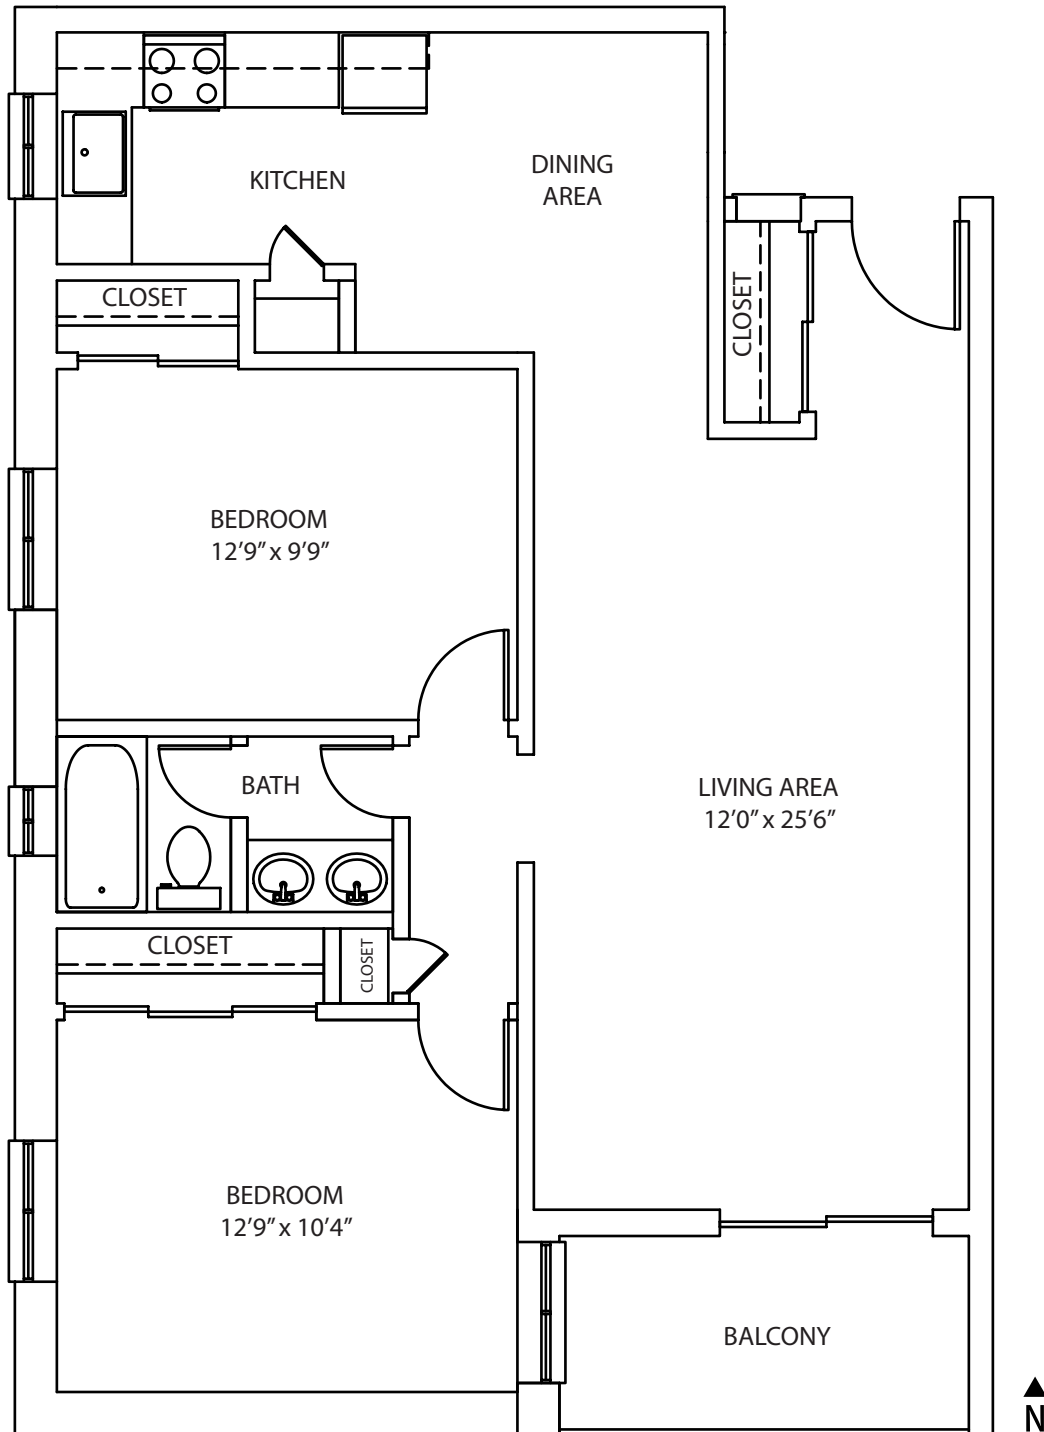 KITCHEN
DINING
AREA
CLOSET
CLOSET
BEDROOM
12’9” x 9’9”
BATH
LIVING AREA
12’0” x 25’6”
CLOSET
CLOSET
BEDROOM
12’9” x 10’4”
BALCONY
N